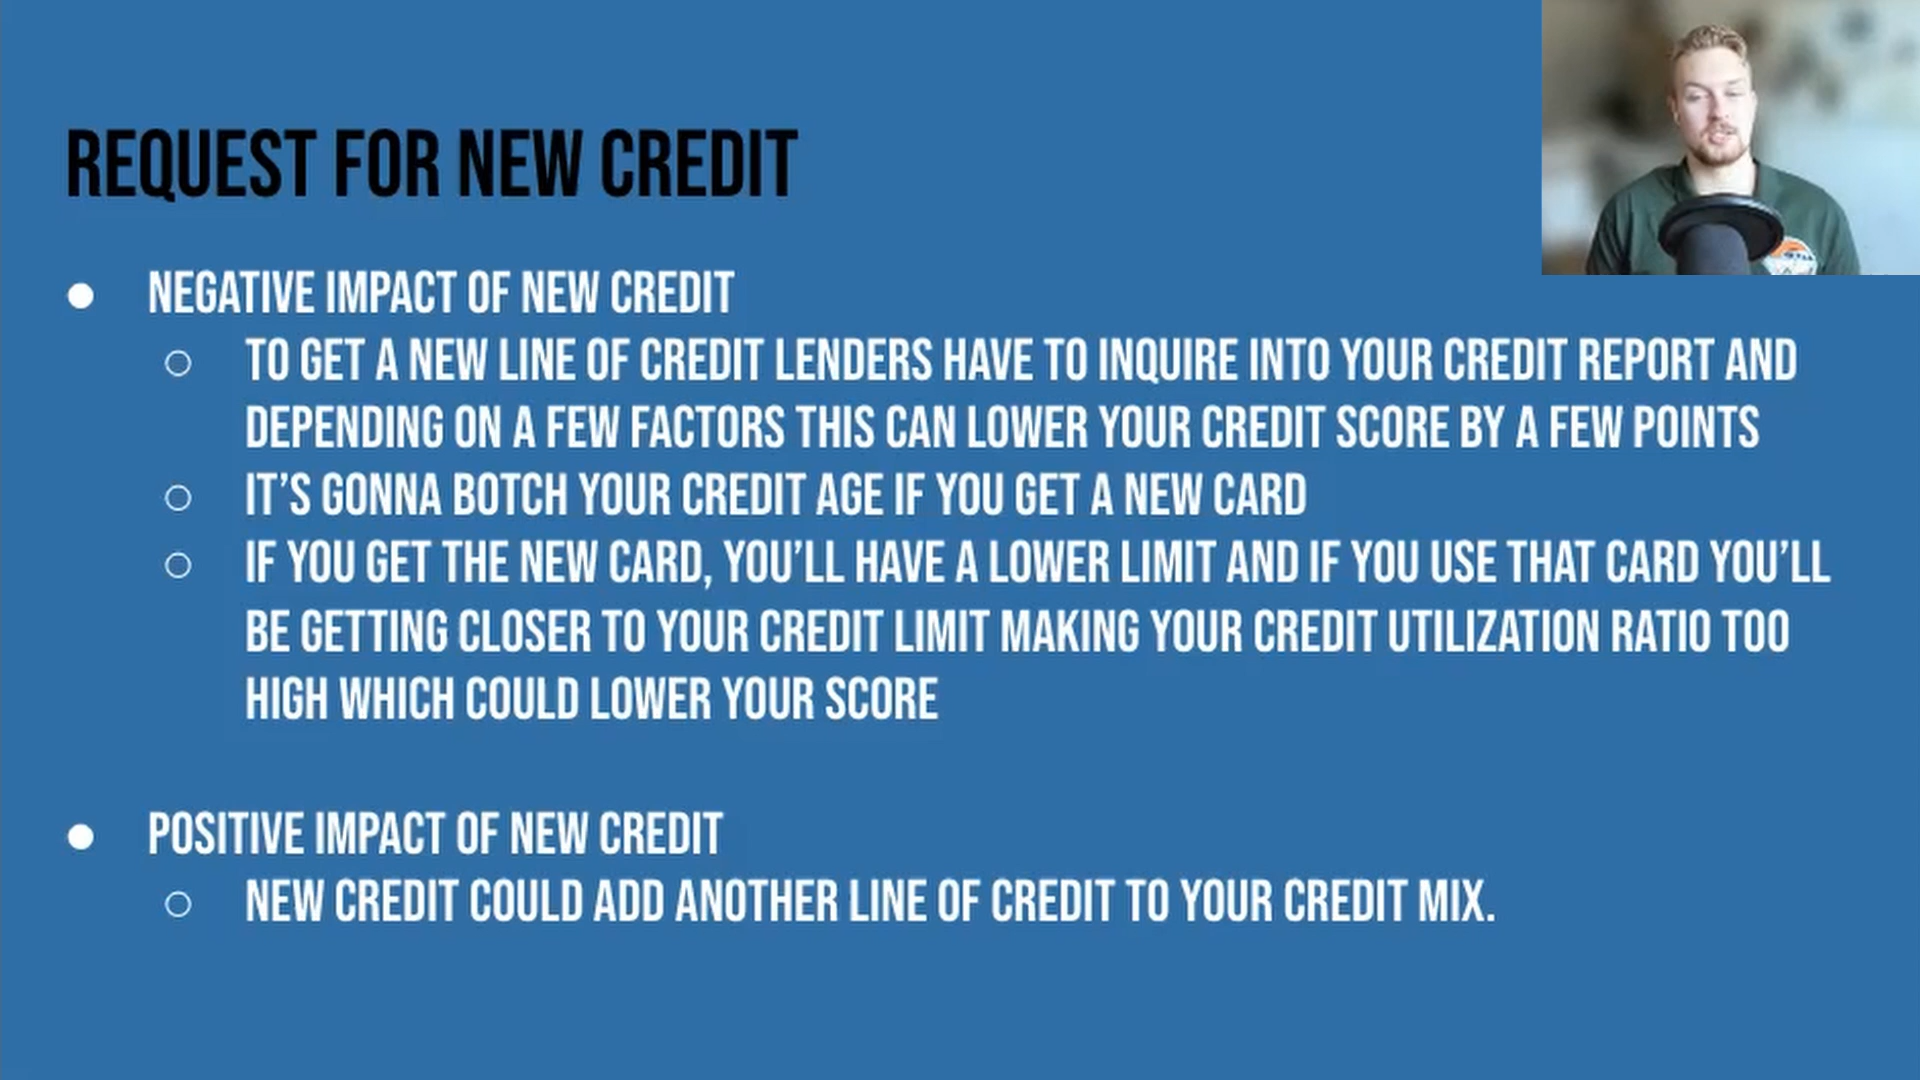 REQUEST FOR NEW CREDIT
● NEGATIVE IMPACT OF NEW CREDIT
○ TO GET A NEW LINE OF CREDIT LENDERS HAVE TO INQUIRE INTO YOUR CREDIT REPORT AND
DEPENDING ON A FEW FACTORS THIS CAN LOWER YOUR CREDIT SCORE BY A FEW POINTS
○ IT’S GONNA BOTCH YOUR CREDIT AGE IF YOU GET A NEW CARD
○ IF YOU GET THE NEW CARD, YOU’LL HAVE A LOWER LIMIT AND IF YOU USE THAT CARD YOU’LL
BE GETTING CLOSER TO YOUR CREDIT LIMIT MAKING YOUR CREDIT UTILIZATION RATIO TOO
HIGH WHICH COULD LOWER YOUR SCORE
● POSITIVE IMPACT OF NEW CREDIT
○ NEW CREDIT COULD ADD ANOTHER LINE OF CREDIT TO YOUR CREDIT MIX.